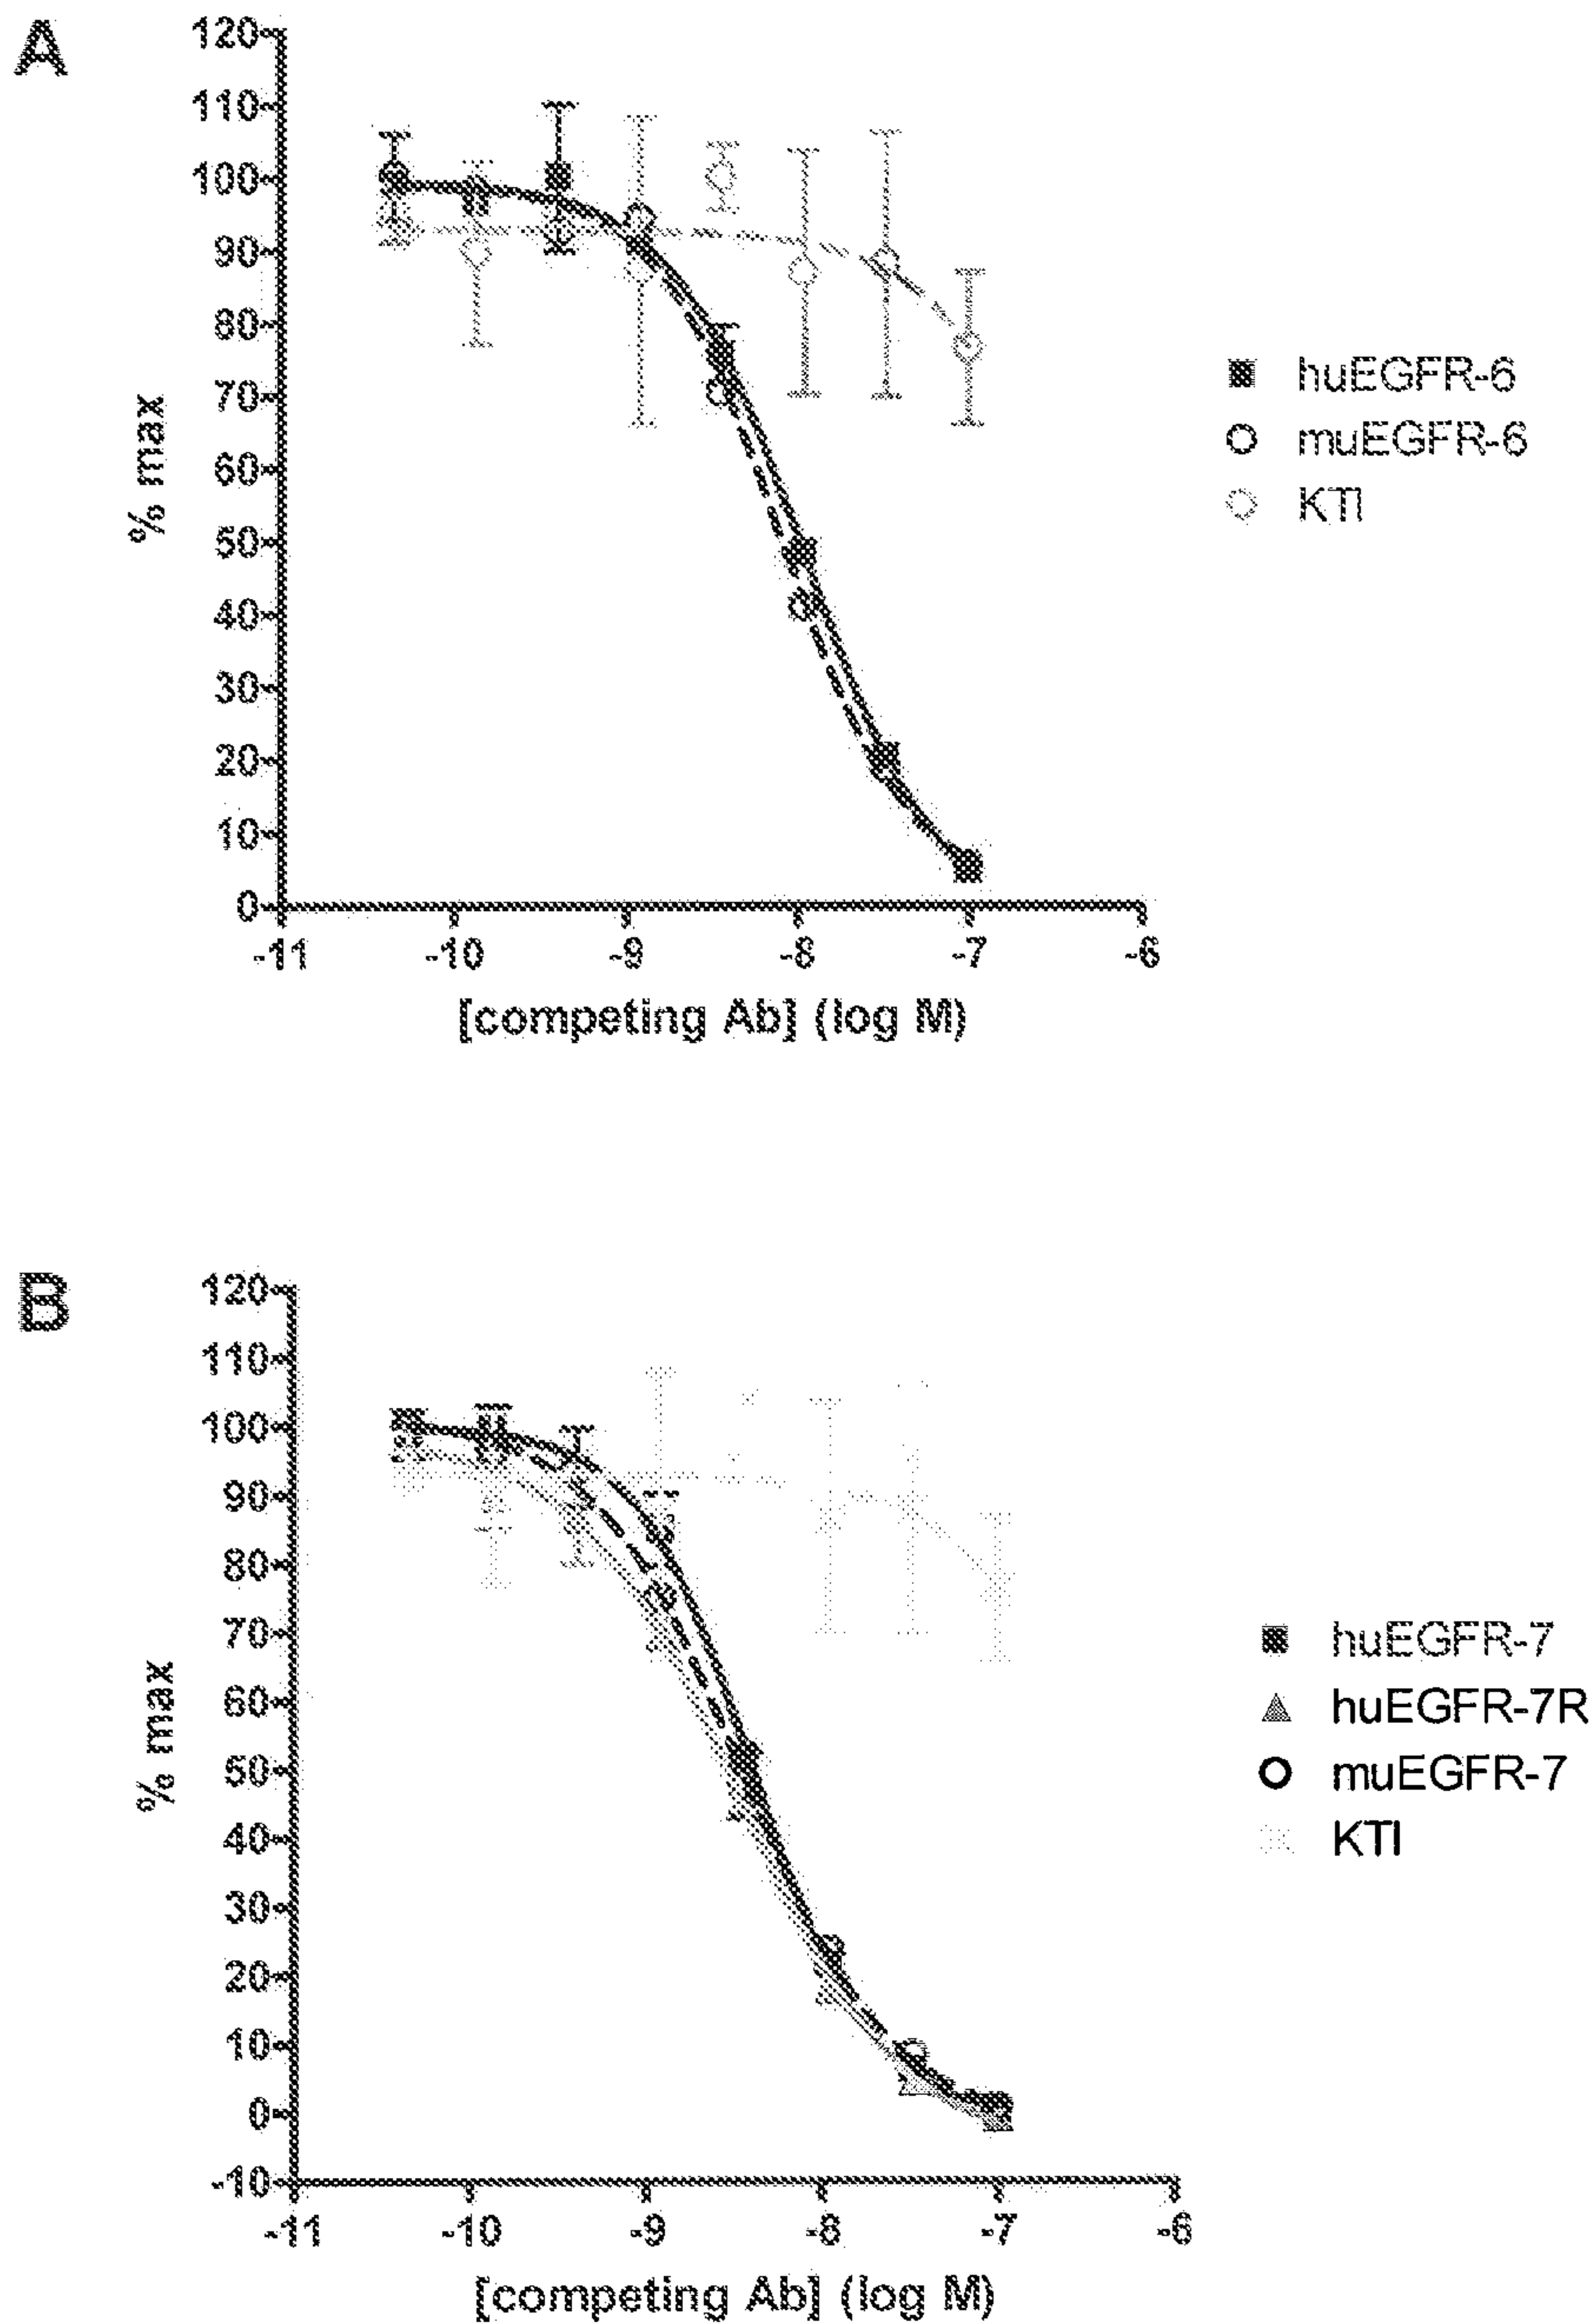 A
120
110
100
90
80
70
60
50
40
30
20
10
0
% max
-11 -10 -9 -8 -7 -6
[competing Ab] (log M)
huEGFR-6
muEGFR-6
KTI
B
120
110
100
90
80
70
60
50
40
30
20
10
0
-10
% max
-11 -10 -9 -8 -7 -6
[competing Ab] (log M)
huEGFR-7
huEGFR-7R
muEGFR-7
KTI